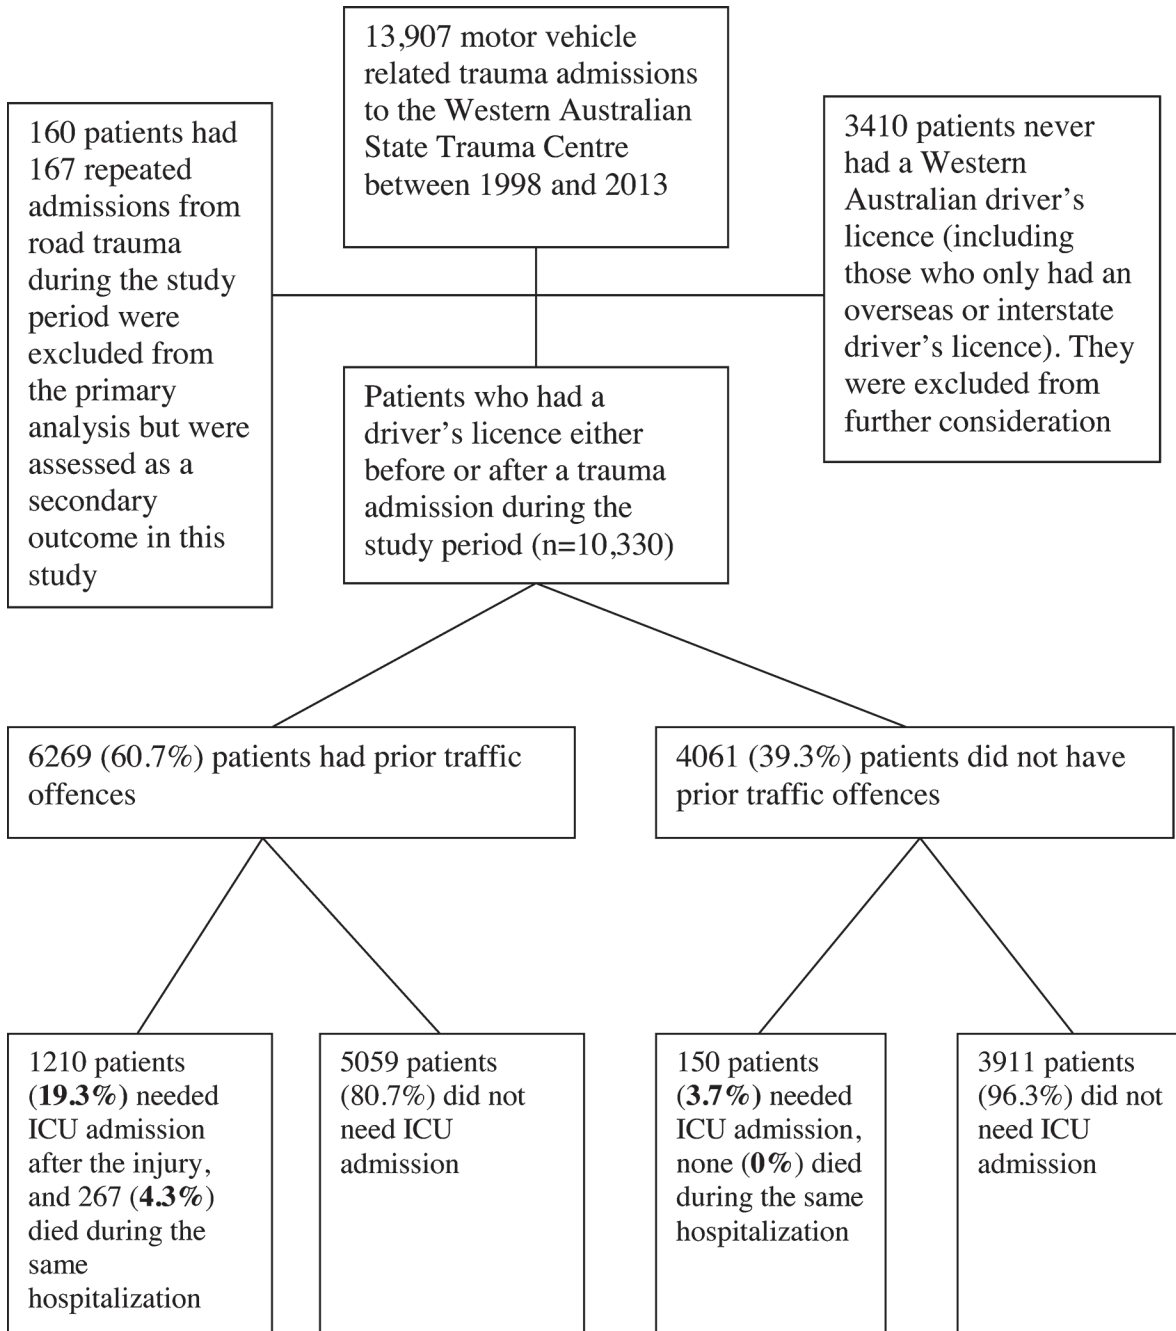 13,907 motor vehicle
related trauma admissions
to the Western Australian
State Trauma Centre
between 1998 and 2013
160 patients had
167 repeated
admissions from
road trauma
during the study
period were
excluded from
the primary
analysis but were
assessed as a
secondary
outcome in this
study
3410 patients never
had a Western
Australian driver’s
licence (including
those who only had an
overseas or interstate
driver’s licence). They
were excluded from
further consideration
Patients who had a
driver’s licence either
before or after a trauma
admission during the
study period (n=10,330)
6269 (60.7%) patients had prior traffic
offences
4061 (39.3%) patients did not have
prior traffic offences
1210 patients
(19.3%) needed
ICU admission
after the injury,
and 267 (4.3%)
died during the
same
hospitalization
5059 patients
(80.7%) did not
need ICU
admission
150 patients
(3.7%) needed
ICU admission,
none (0%) died
during the same
hospitalization
3911 patients
(96.3%) did not
need ICU
admission